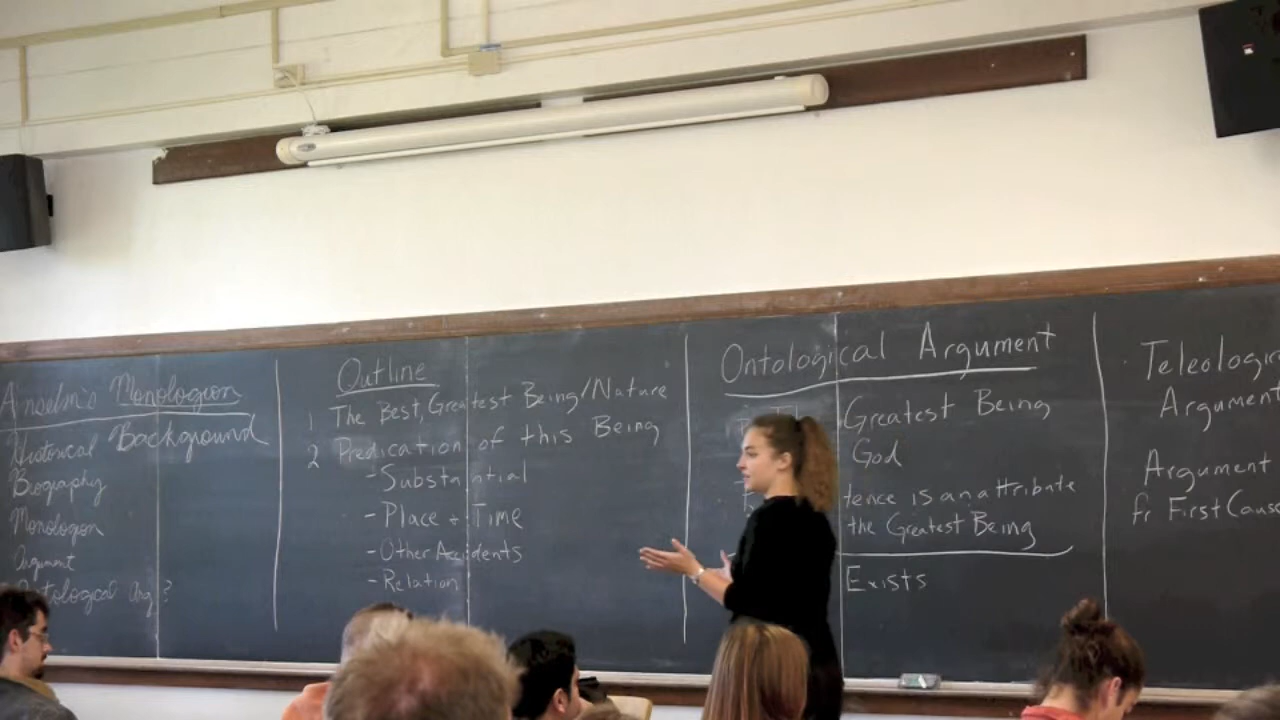 Anselm's Monologion
Historical Background
Biography
Monologion
Argument
Ontological Arg?
Outline
1 The Best, Greatest Being/Nature
2 Predication of this Being
- Substantial
- Place + Time
- Other Accidents
- Relation
Ontological Argument
Greatest Being
God
tence is an attribute
the Greatest Being
Exists
Teleologic
Argument
Argument
fr First Cause